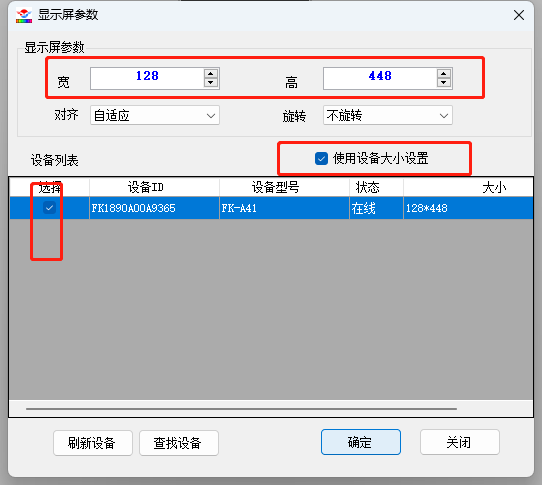 显示屏参数
显示屏参数
宽 128 高 448
对齐 自适应 旋转 不旋转
设备列表 使用设备大小设置
选择 设备ID 设备型号 状态 大小
FK1890A00A9365 FK-A41 在线 128*448
刷新设备 查找设备 确定 关闭